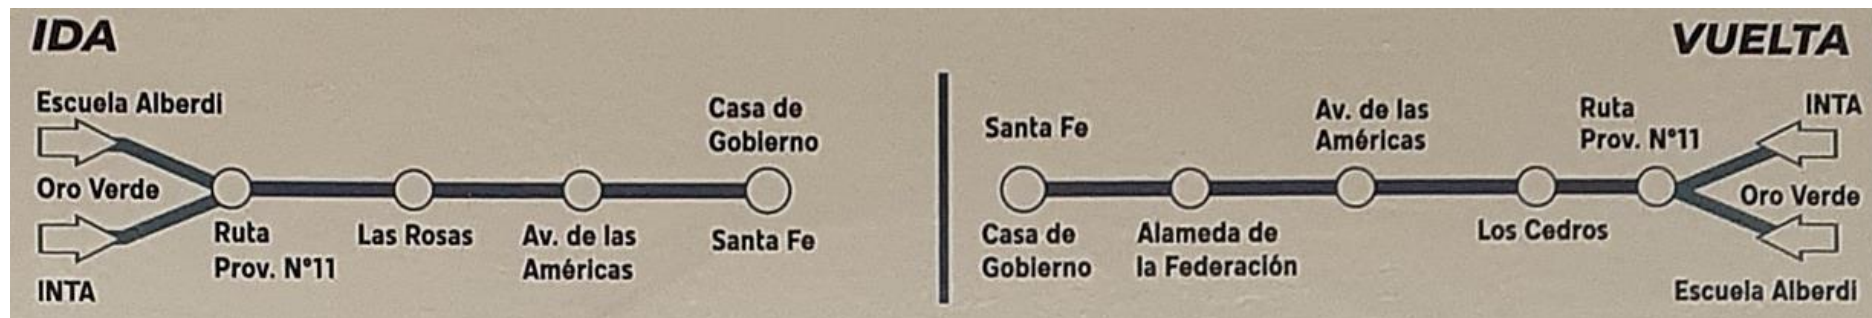 IDA
Escuela Alberdi
Oro Verde
INTA
Ruta
Prov. N°11
Las Rosas
Av. de las
Américas
Casa de
Gobierno
Santa Fe
VUELTA
Santa Fe
Casa de
Gobierno
Alameda de
la Federación
Av. de las
Américas
Los Cedros
Ruta
Prov. N°11
INTA
Oro Verde
Escuela Alberdi